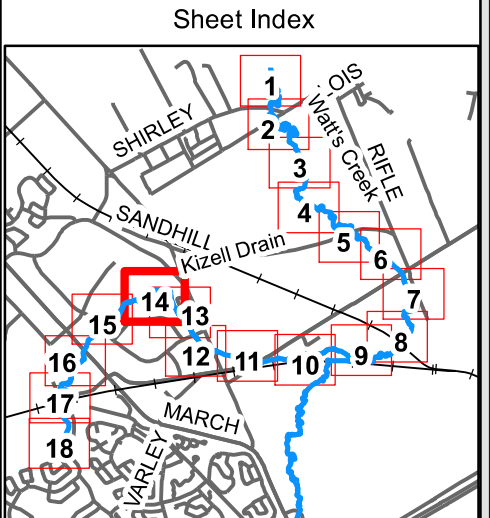 Sheet Index
1
OIS
SHIRLEY
2
Watt's Creek
RIFLE
3
4
SANDHILL
Kizell Drain
5
6
14
7
13
15
8
12
11
10
9
16
17
MARCH
18
VARLEY